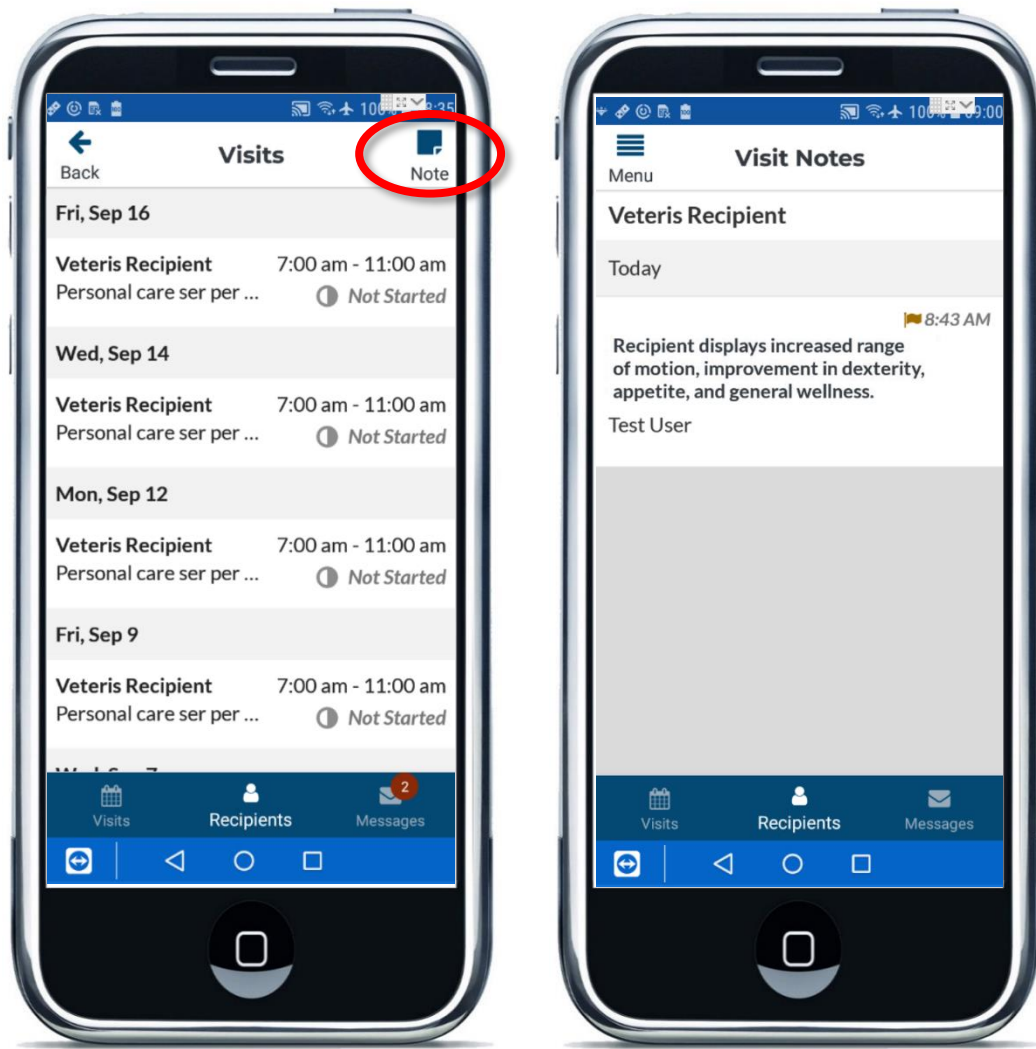 Back
Visits
Note
Fri, Sep 16
Veteris Recipient 7:00 am - 11:00 am
Personal care ser per ... Not Started
Wed, Sep 14
Veteris Recipient 7:00 am - 11:00 am
Personal care ser per ... Not Started
Mon, Sep 12
Veteris Recipient 7:00 am - 11:00 am
Personal care ser per ... Not Started
Fri, Sep 9
Veteris Recipient 7:00 am - 11:00 am
Personal care ser per ... Not Started
2
Visits Recipients Messages
Menu
Visit Notes
Veteris Recipient
Today
8:43 AM
Recipient displays increased range
of motion, improvement in dexterity,
appetite, and general wellness.
Test User
Visits Recipients Messages